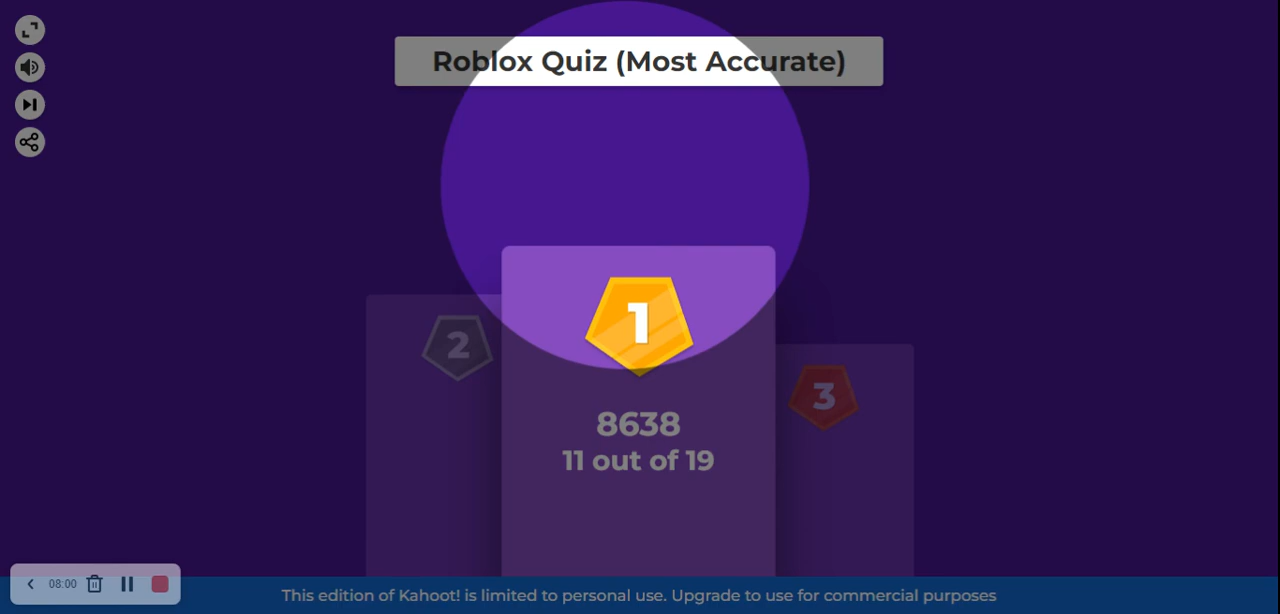 Roblox Quiz (Most Accurate)
1
2
3
8638
11 out of 19
08:00
This edition of Kahoot! is limited to personal use. Upgrade to use for commercial purposes